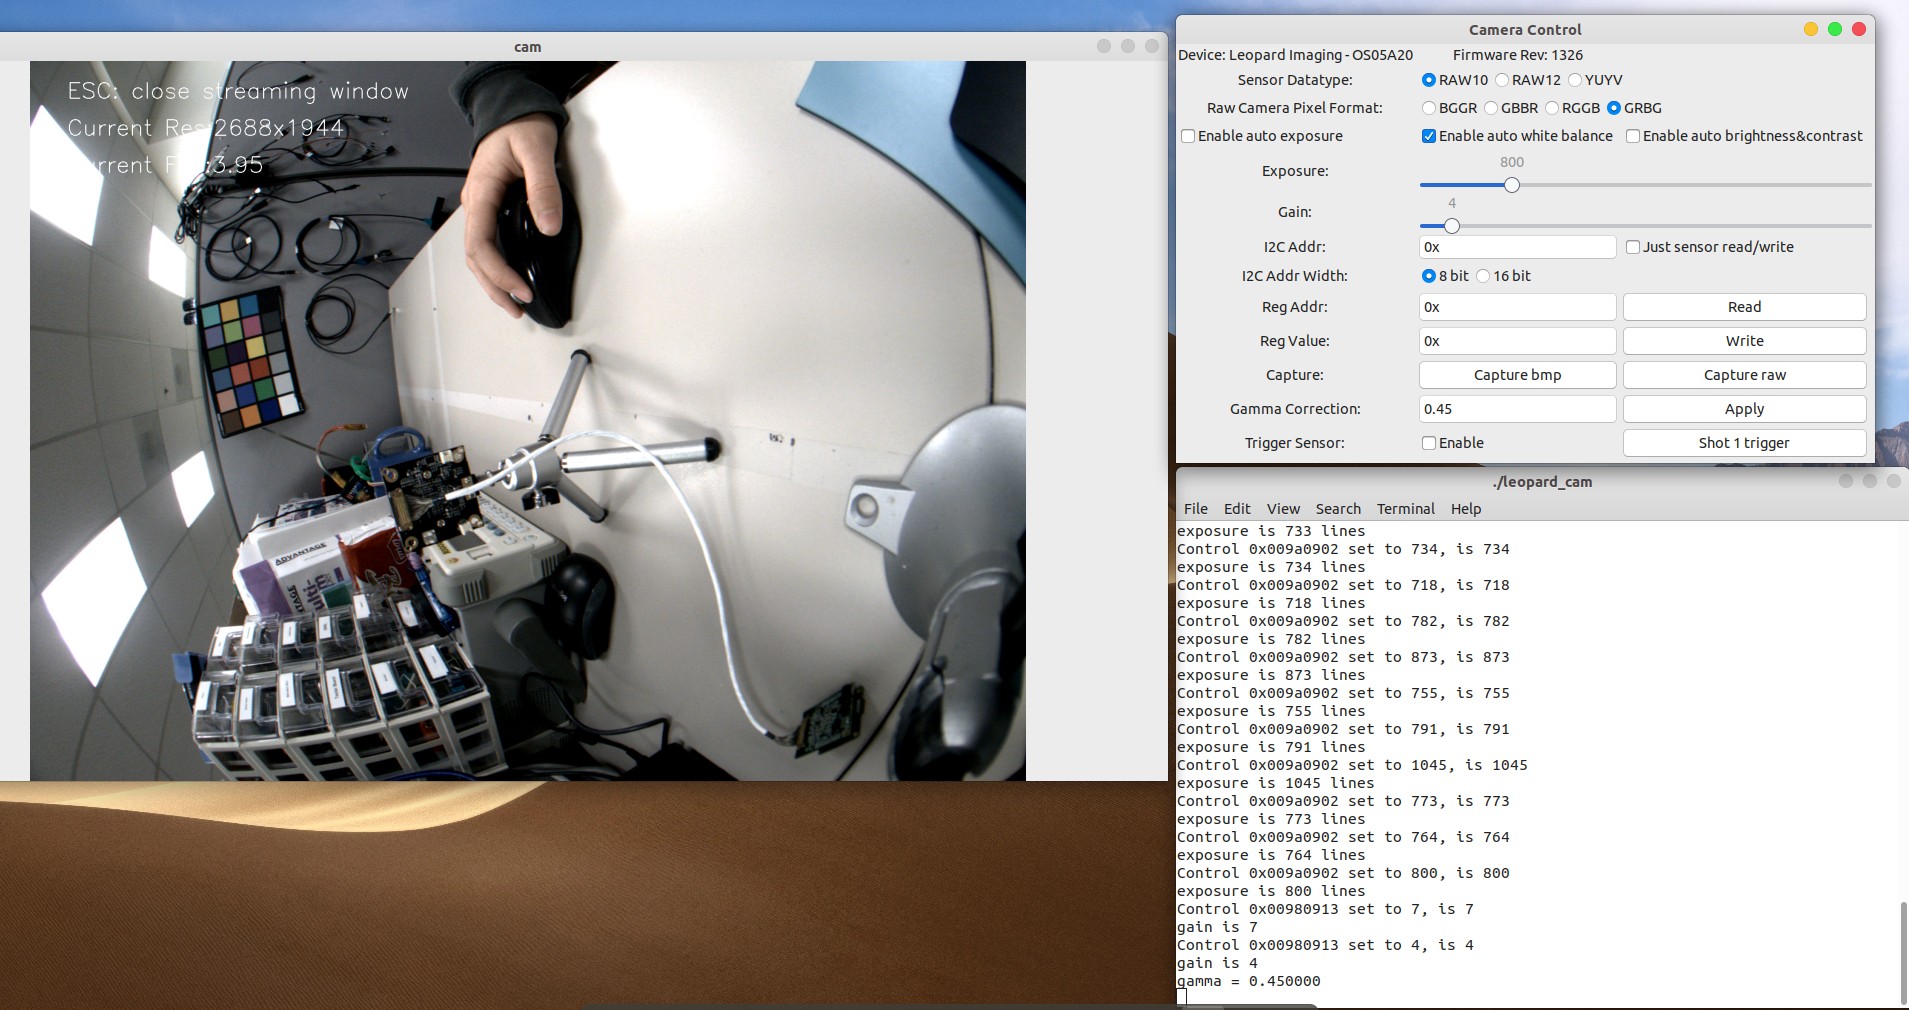 cam
ESC: close streaming window
Current Res:2688x1944
Current FPS:3.95
ADVANTAGE
Camera Control
Device: Leopard Imaging - OS05A20 Firmware Rev: 1326
Sensor Datatype: RAW10 RAW12 YUYV
Raw Camera Pixel Format: BGGR GBBR RGGB GRBG
Enable auto exposure Enable auto white balance Enable auto brightness&contrast
800
Exposure:
4
Gain:
I2C Addr: 0x Just sensor read/write
I2C Addr Width: 8 bit 16 bit
Reg Addr: 0x Read
Reg Value: 0x Write
Capture: Capture bmp Capture raw
Gamma Correction: 0.45 Apply
Trigger Sensor: Enable Shot 1 trigger
./leopard_cam
File Edit View Search Terminal Help
exposure is 733 lines
Control 0x009a0902 set to 734, is 734
exposure is 734 lines
Control 0x009a0902 set to 718, is 718
exposure is 718 lines
Control 0x009a0902 set to 782, is 782
exposure is 782 lines
Control 0x009a0902 set to 873, is 873
exposure is 873 lines
Control 0x009a0902 set to 755, is 755
exposure is 755 lines
Control 0x009a0902 set to 791, is 791
exposure is 791 lines
Control 0x009a0902 set to 1045, is 1045
exposure is 1045 lines
Control 0x009a0902 set to 773, is 773
exposure is 773 lines
Control 0x009a0902 set to 764, is 764
exposure is 764 lines
Control 0x009a0902 set to 800, is 800
exposure is 800 lines
Control 0x00980913 set to 7, is 7
gain is 7
Control 0x00980913 set to 4, is 4
gain is 4
gamma = 0.450000